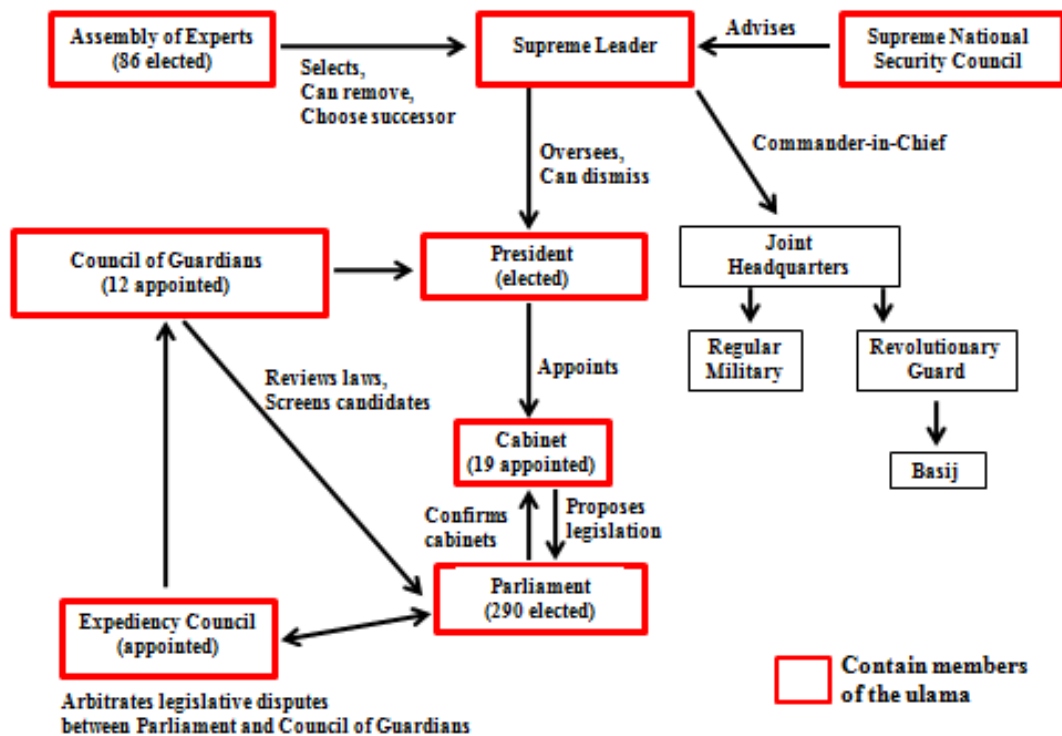 Assembly of Experts
(86 elected)
Selects,
Can remove,
Choose successor
Supreme Leader
Advises
Supreme National
Security Council
Oversees,
Can dismiss
Commander-in-Chief
Council of Guardians
(12 appointed)
President
(elected)
Joint
Headquarters
Regular
Military
Revolutionary
Guard
Basij
Reviews laws,
Screens candidates
Appoints
Cabinet
(19 appointed)
Confirms
cabinets
Proposes
legislation
Parliament
(290 elected)
Expediency Council
(appointed)
Arbitrates legislative disputes
between Parliament and Council of Guardians
Contain members
of the ulama